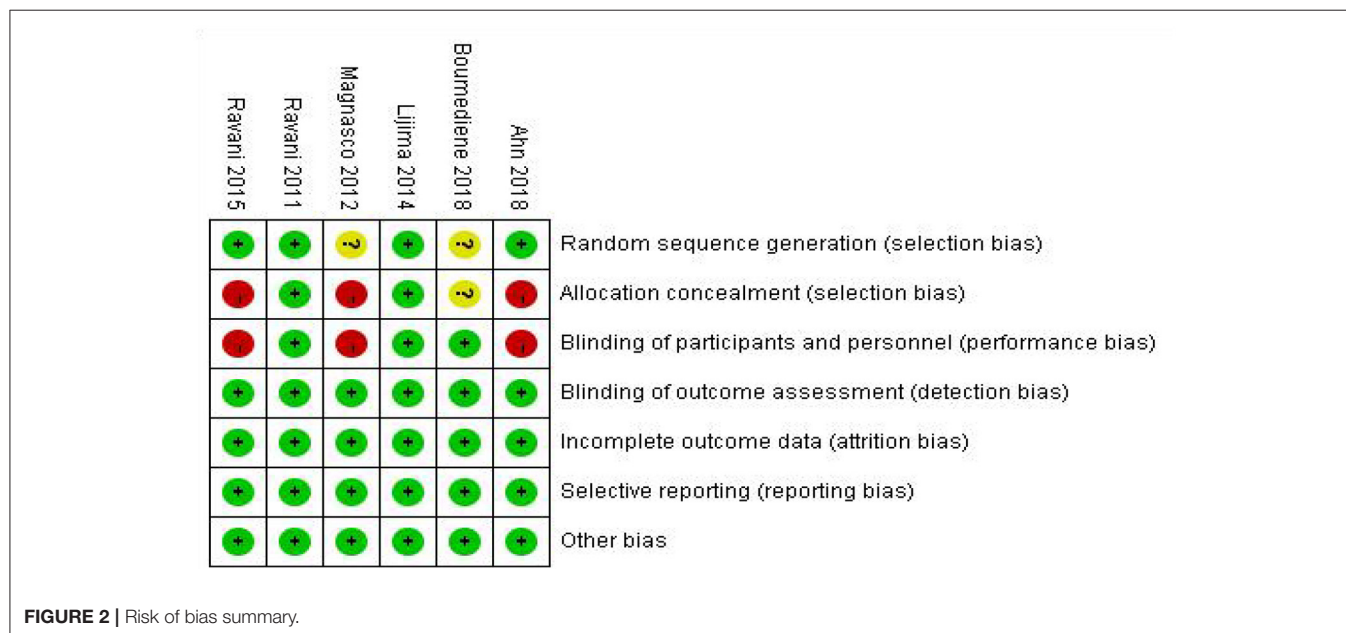 Ravani 2015
Ravani 2011
Magnasco 2012
Lijima 2014
Boumediene 2018
Ahn 2018
+ + ? + ? + Random sequence generation (selection bias)
- + - + ? - Allocation concealment (selection bias)
- + - + + - Blinding of participants and personnel (performance bias)
+ + + + + + Blinding of outcome assessment (detection bias)
+ + + + + + Incomplete outcome data (attrition bias)
+ + + + + + Selective reporting (reporting bias)
+ + + + + + Other bias
FIGURE 2 | Risk of bias summary.